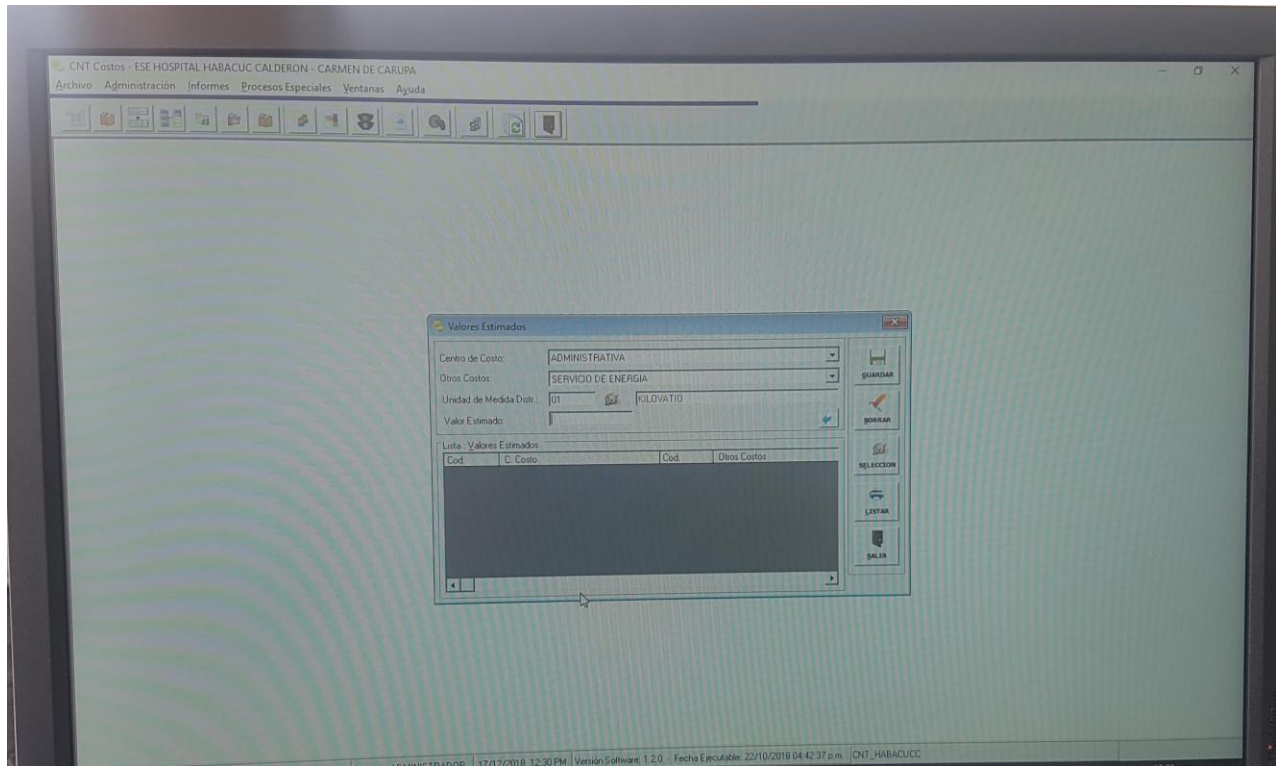 CNT Costos - ESE HOSPITAL HABACUC CALDERON - CARMEN DE CARUPA
Archivo Administración Informes Procesos Especiales Ventanas Ayuda
Valores Estimados
Centro de Costo: ADMINISTRATIVA
Otros Costos: SERVICIO DE ENERGIA
Unidad de Medida Distr.: 01 KILOVATIO
Valor Estimado:
GUARDAR
BORRAR
SELECCION
LISTAR
SALIR
Lista : Valores Estimados
Cod. C. Costo Cod. Otros Costos
17/12/2018 12:30 PM Versión Software: 1.2.0 - Fecha Ejecutable: 22/10/2018 04:42:37 p.m. CNT_HABACUCC